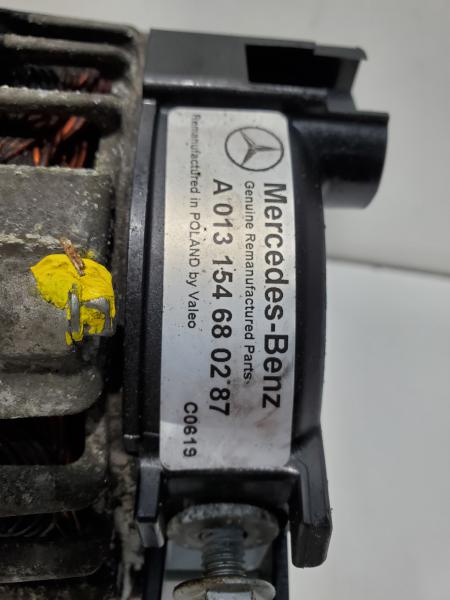 Mercedes-Benz
Genuine Remanufactured Parts
A 013 154 68 02*87
Remanufactured in POLAND by Valeo
C0619